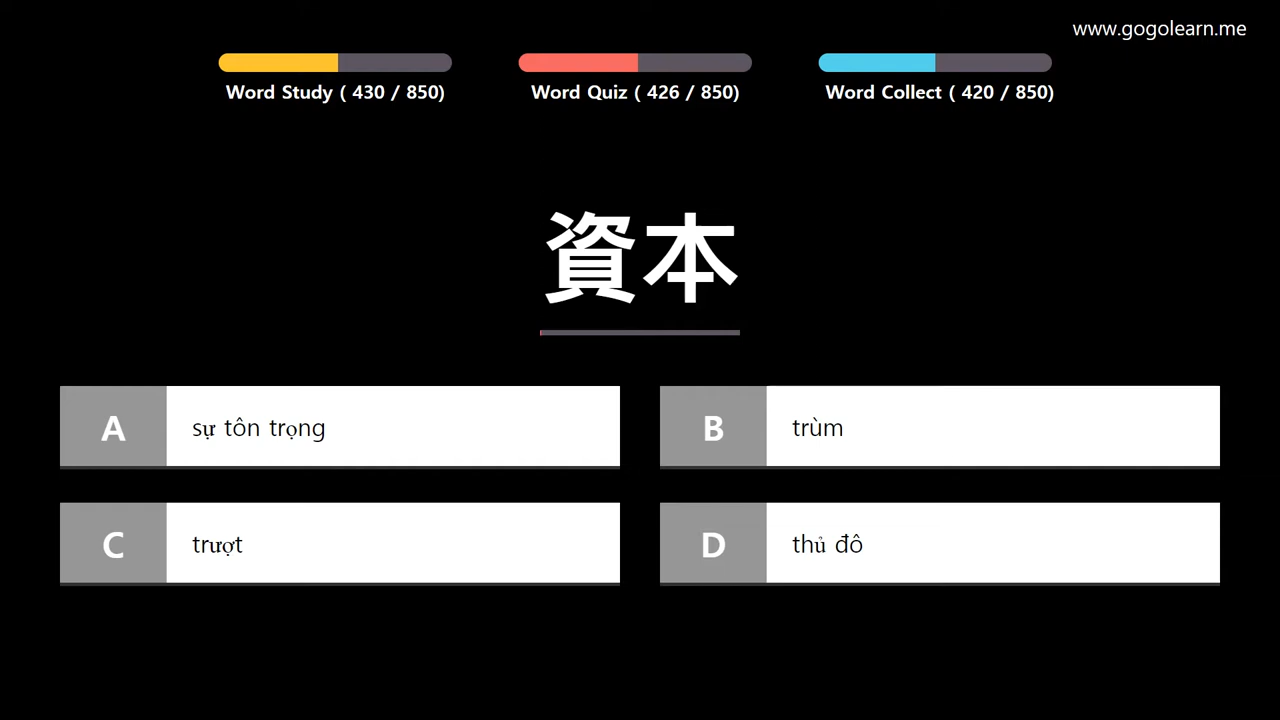 www.gogolearn.me
Word Study ( 430 / 850)
Word Quiz ( 426 / 850)
Word Collect ( 420 / 850)
資本
A sự tôn trọng
B trùm
C trượt
D thủ đô